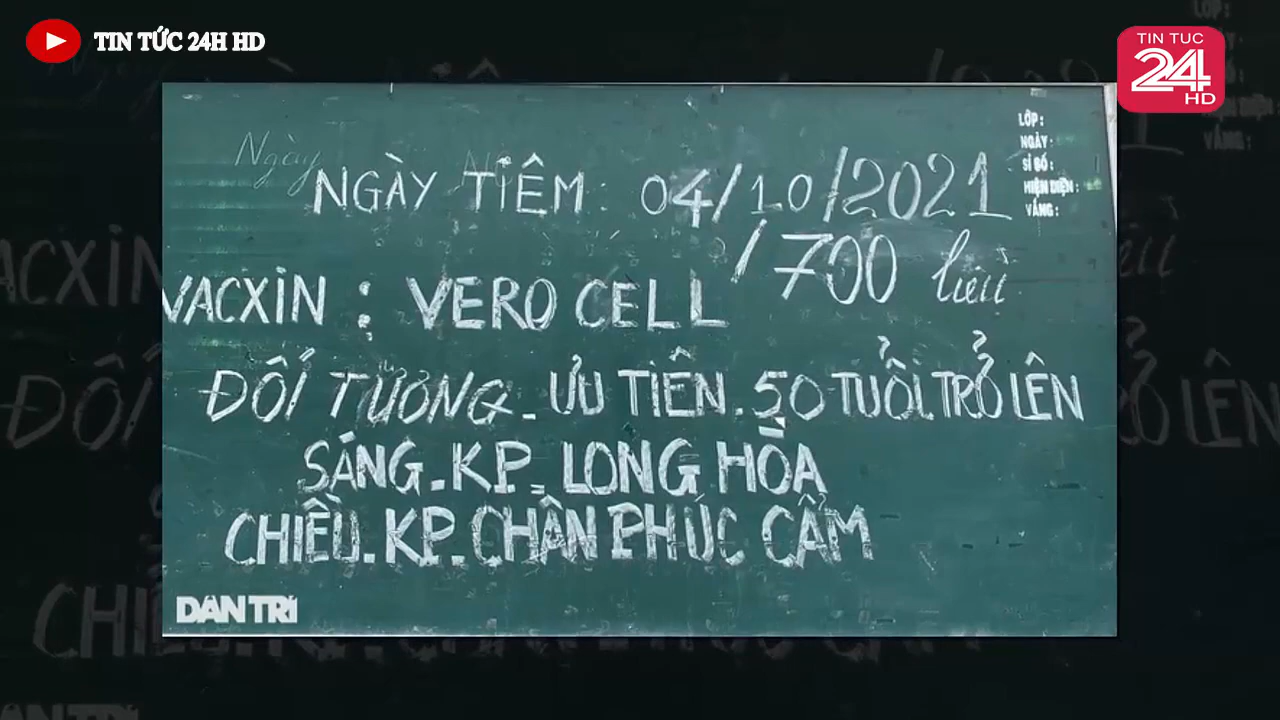 TIN TỨC 24H HD
TIN TUC
24
HD
LỚP:
NGÀY:
SĨ SỐ:
HIỆN DIỆN:
VẮNG:
Ngày
NGÀY TIÊM: 04/10/2021
/700 liều
VACXIN: VERO CELL
ĐỐI TƯỢNG - ƯU TIÊN. 50 TUỔI TRỞ LÊN
SÁNG. KP. LONG HÒA
CHIỀU. KP. CHÂN PHÚC CẨM
DÂN TRÍ